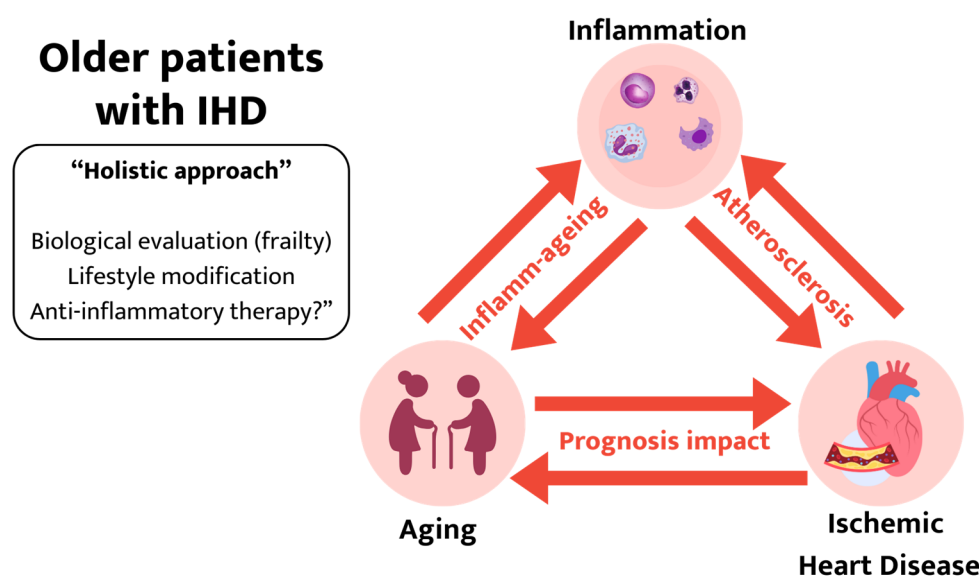 Older patients
with IHD
“Holistic approach”
Biological evaluation (frailty)
Lifestyle modification
Anti-inflammatory therapy?”
Inflammation
Inflamm-ageing
Atherosclerosis
Prognosis impact
Aging
Ischemic
Heart Disease